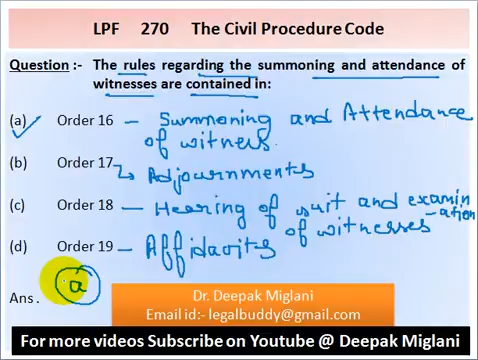 LPF 270 The Civil Procedure Code
Question :- The rules regarding the summoning and attendance of
witnesses are contained in:
(a) Order 16 – Summoning and Attendance
of witness.
(b) Order 17 Adjournments
(c) Order 18 – Hearing of suit and examin
-ation
of witnesses
(d) Order 19 – Affidavits
Ans. a
Dr. Deepak Miglani
Email id:- legalbuddy@gmail.com
For more videos Subscribe on Youtube @ Deepak Miglani